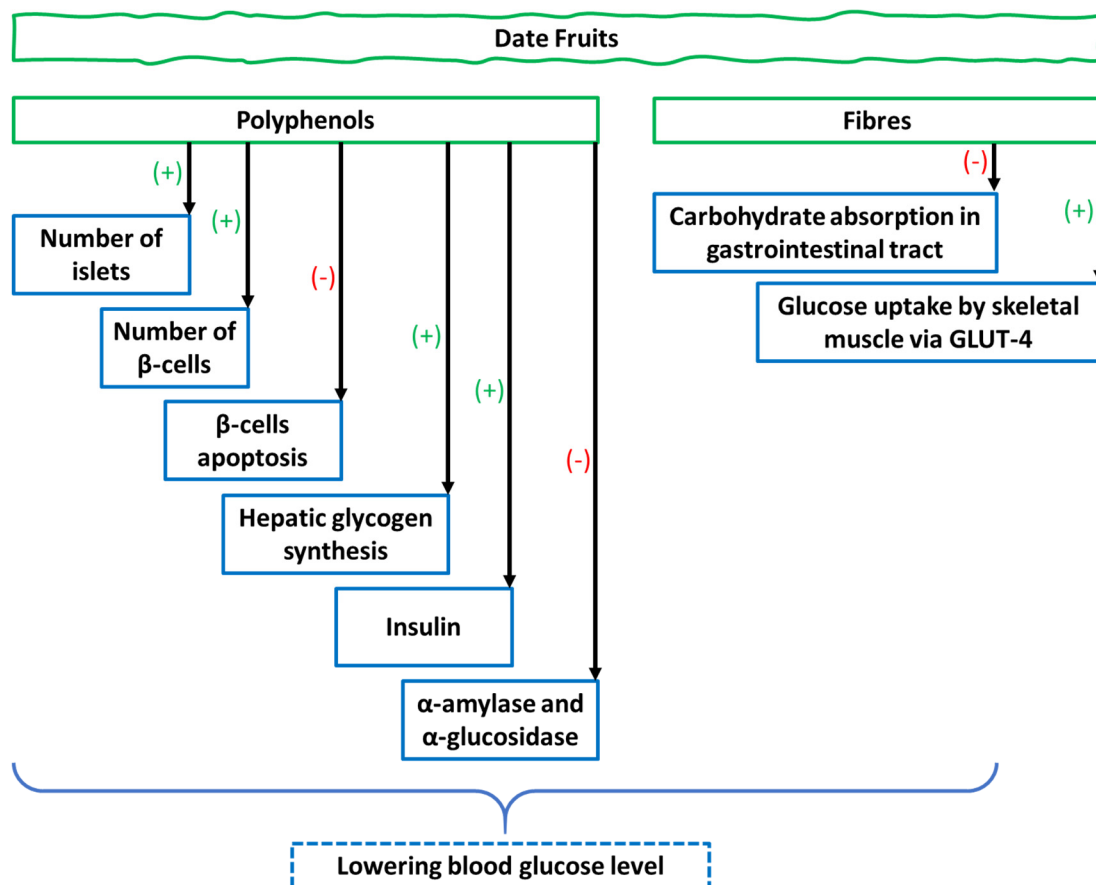 Date Fruits
Polyphenols
Fibres
(+)
(-)
Carbohydrate absorption in
gastrointestinal tract
(+)
(+)
Number of
islets
(-)
Glucose uptake by skeletal
muscle via GLUT-4
Number of
β-cells
(+)
(+)
β-cells
apoptosis
(-)
Hepatic glycogen
synthesis
Insulin
α-amylase and
α-glucosidase
Lowering blood glucose level